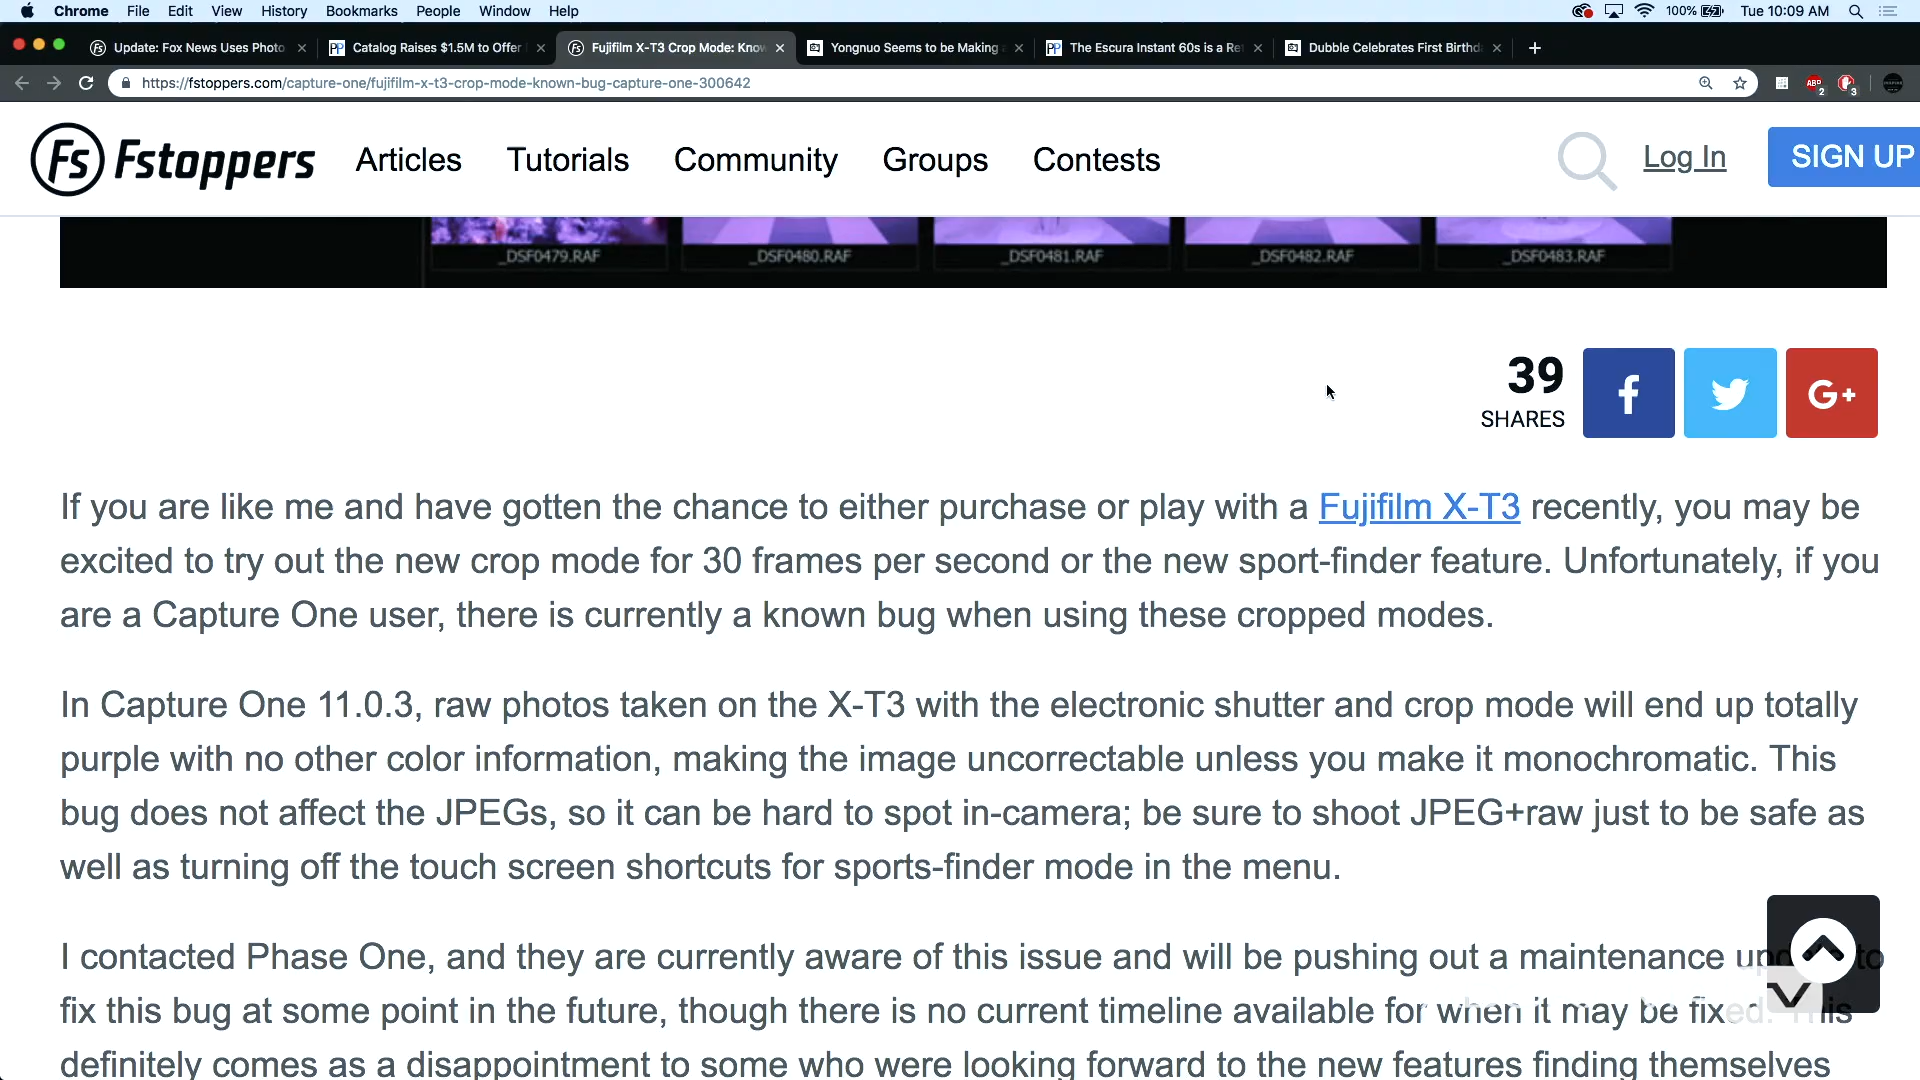 Chrome File Edit View History Bookmarks People Window Help 100% Tue 10:09 AM
Update: Fox News Uses Photo Catalog Raises $1.5M to Offer Fujifilm X-T3 Crop Mode: Know Yongnuo Seems to be Making The Escura Instant 60s is a Re Dubble Celebrates First Birthd
https://fstoppers.com/capture-one/fujifilm-x-t3-crop-mode-known-bug-capture-one-300642
ABP 2 3
Fs Fstoppers Articles Tutorials Community Groups Contests Log In SIGN UP
_DSF0479.RAF _DSF0480.RAF _DSF0481.RAF _DSF0482.RAF _DSF0483.RAF
39
SHARES
f G+
If you are like me and have gotten the chance to either purchase or play with a Fujifilm X-T3 recently, you may be
excited to try out the new crop mode for 30 frames per second or the new sport-finder feature. Unfortunately, if you
are a Capture One user, there is currently a known bug when using these cropped modes.
In Capture One 11.0.3, raw photos taken on the X-T3 with the electronic shutter and crop mode will end up totally
purple with no other color information, making the image uncorrectable unless you make it monochromatic. This
bug does not affect the JPEGs, so it can be hard to spot in-camera; be sure to shoot JPEG+raw just to be safe as
well as turning off the touch screen shortcuts for sports-finder mode in the menu.
I contacted Phase One, and they are currently aware of this issue and will be pushing out a maintenance to
fix this bug at some point in the future, though there is no current timeline available for when it may be fixed. This
definitely comes as a disappointment to some who were looking forward to the new features finding themselves